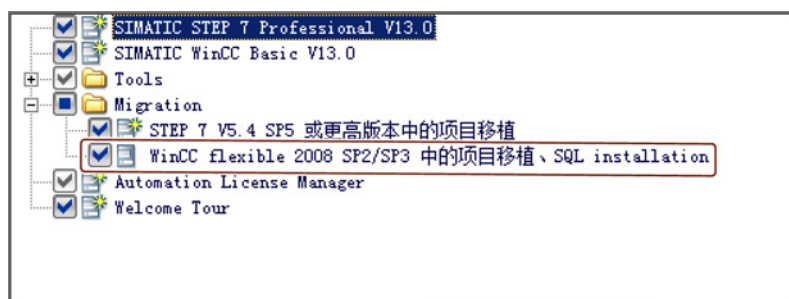 SIMATIC STEP 7 Professional V13.0
SIMATIC WinCC Basic V13.0
Tools
Migration
STEP 7 V5.4 SP5 或更高版本中的项目移植
WinCC flexible 2008 SP2/SP3 中的项目移植、SQL installation
Automation License Manager
Welcome Tour